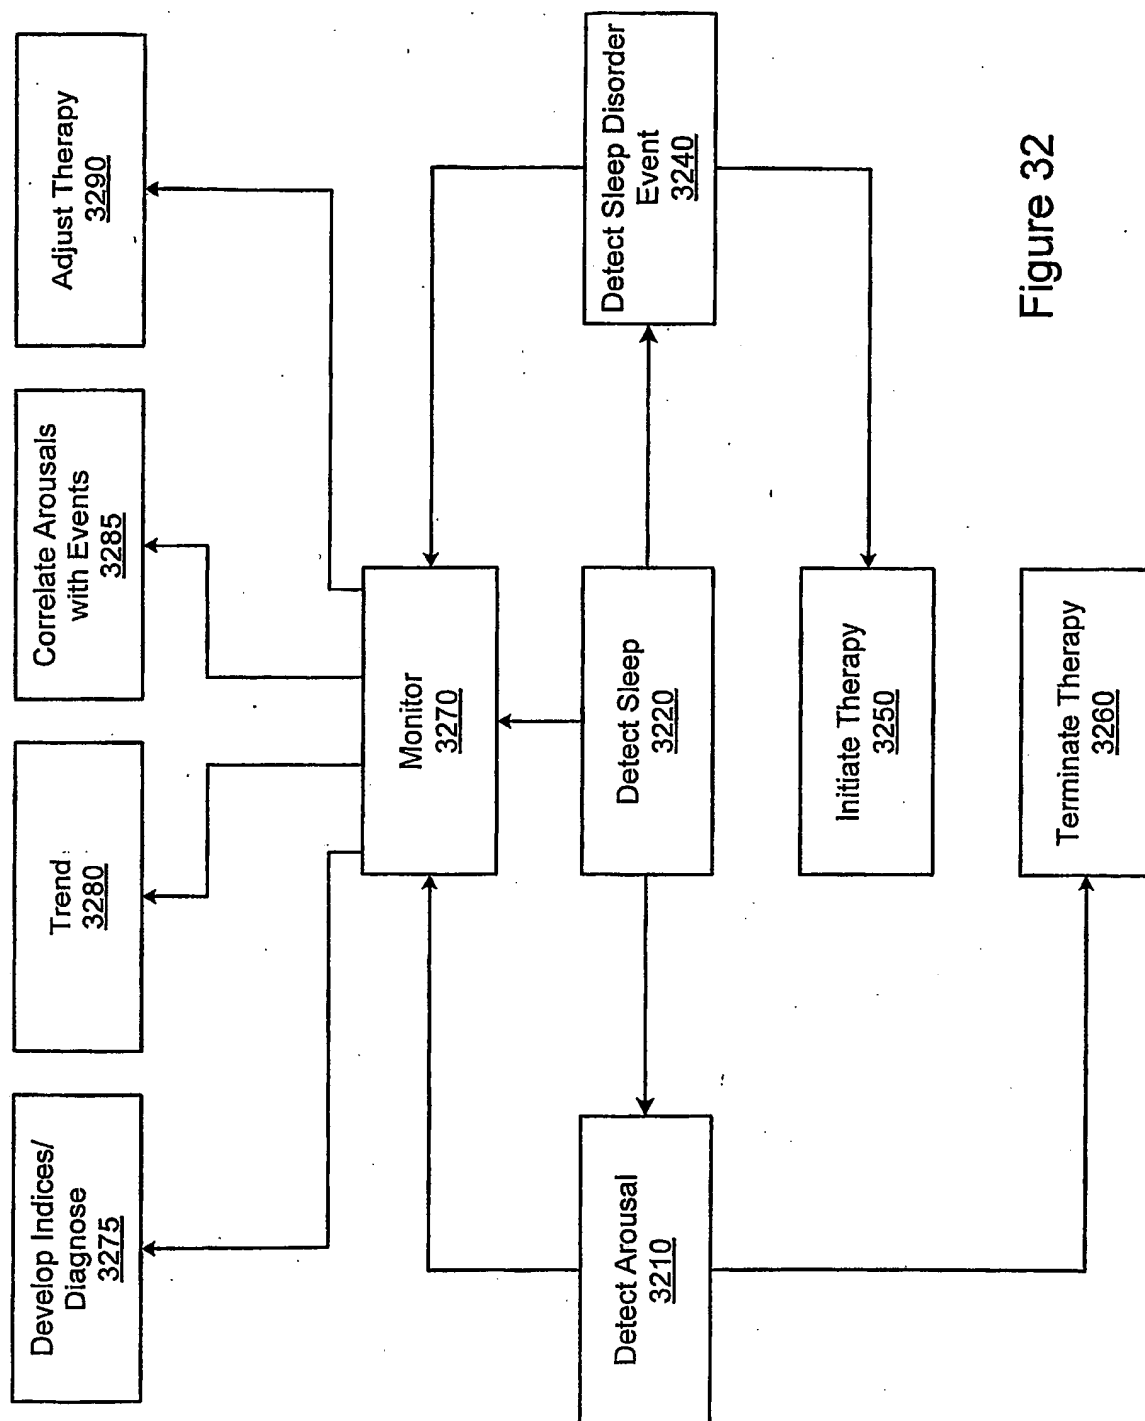 Develop Indices/
Diagnose
3275
Trend
3280
Correlate Arousals
with Events
3285
Adjust Therapy
3290
Monitor
3270
Detect Arousal
3210
Detect Sleep
3220
Detect Sleep Disorder
Event
3240
Initiate Therapy
3250
Terminate Therapy
3260
Figure 32